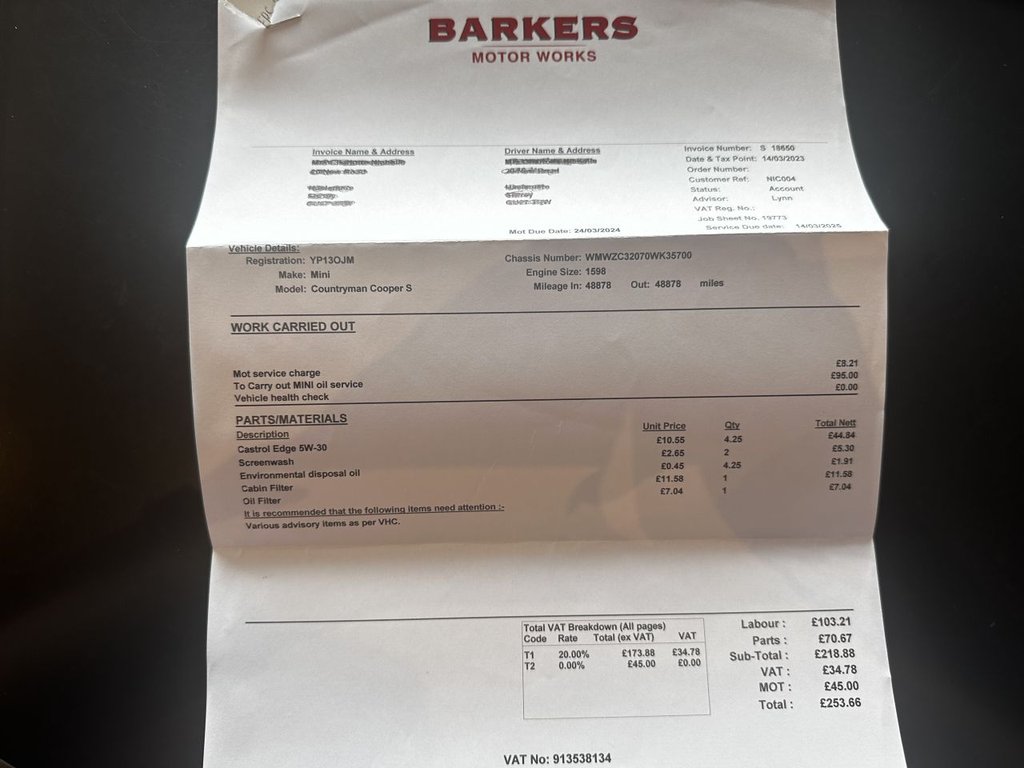 BARKERS
MOTOR WORKS
Invoice Name & Address
Driver Name & Address
Invoice Number: S 18650
Date & Tax Point: 14/03/2023
Order Number:
Customer Ref: NIC004
Status: Account
Advisor: Lynn
VAT Reg. No.:
Job Sheet No. 19773
Mot Due Date: 24/03/2024 Service Due date: 14/03/2025
Vehicle Details:
Registration: YP13OJM Chassis Number: WMWZC32070WK35700
Make: Mini Engine Size: 1598
Model: Countryman Cooper S Mileage In: 48878 Out: 48878 miles
WORK CARRIED OUT
Mot service charge £8.21
To Carry out MINI oil service £95.00
Vehicle health check £0.00
PARTS/MATERIALS
Description Unit Price Qty Total Nett
Castrol Edge 5W-30 £10.55 4.25 £44.84
Screenwash £2.65 2 £5.30
Environmental disposal oil £0.45 4.25 £1.91
Cabin Filter £11.58 1 £11.58
Oil Filter £7.04 1 £7.04
It is recommended that the following items need attention :-
Various advisory items as per VHC.
Total VAT Breakdown (All pages)
Code Rate Total (ex VAT) VAT
T1 20.00% £173.88 £34.78
T2 0.00% £45.00 £0.00
Labour : £103.21
Parts : £70.67
Sub-Total : £218.88
VAT : £34.78
MOT : £45.00
Total : £253.66
VAT No: 913538134